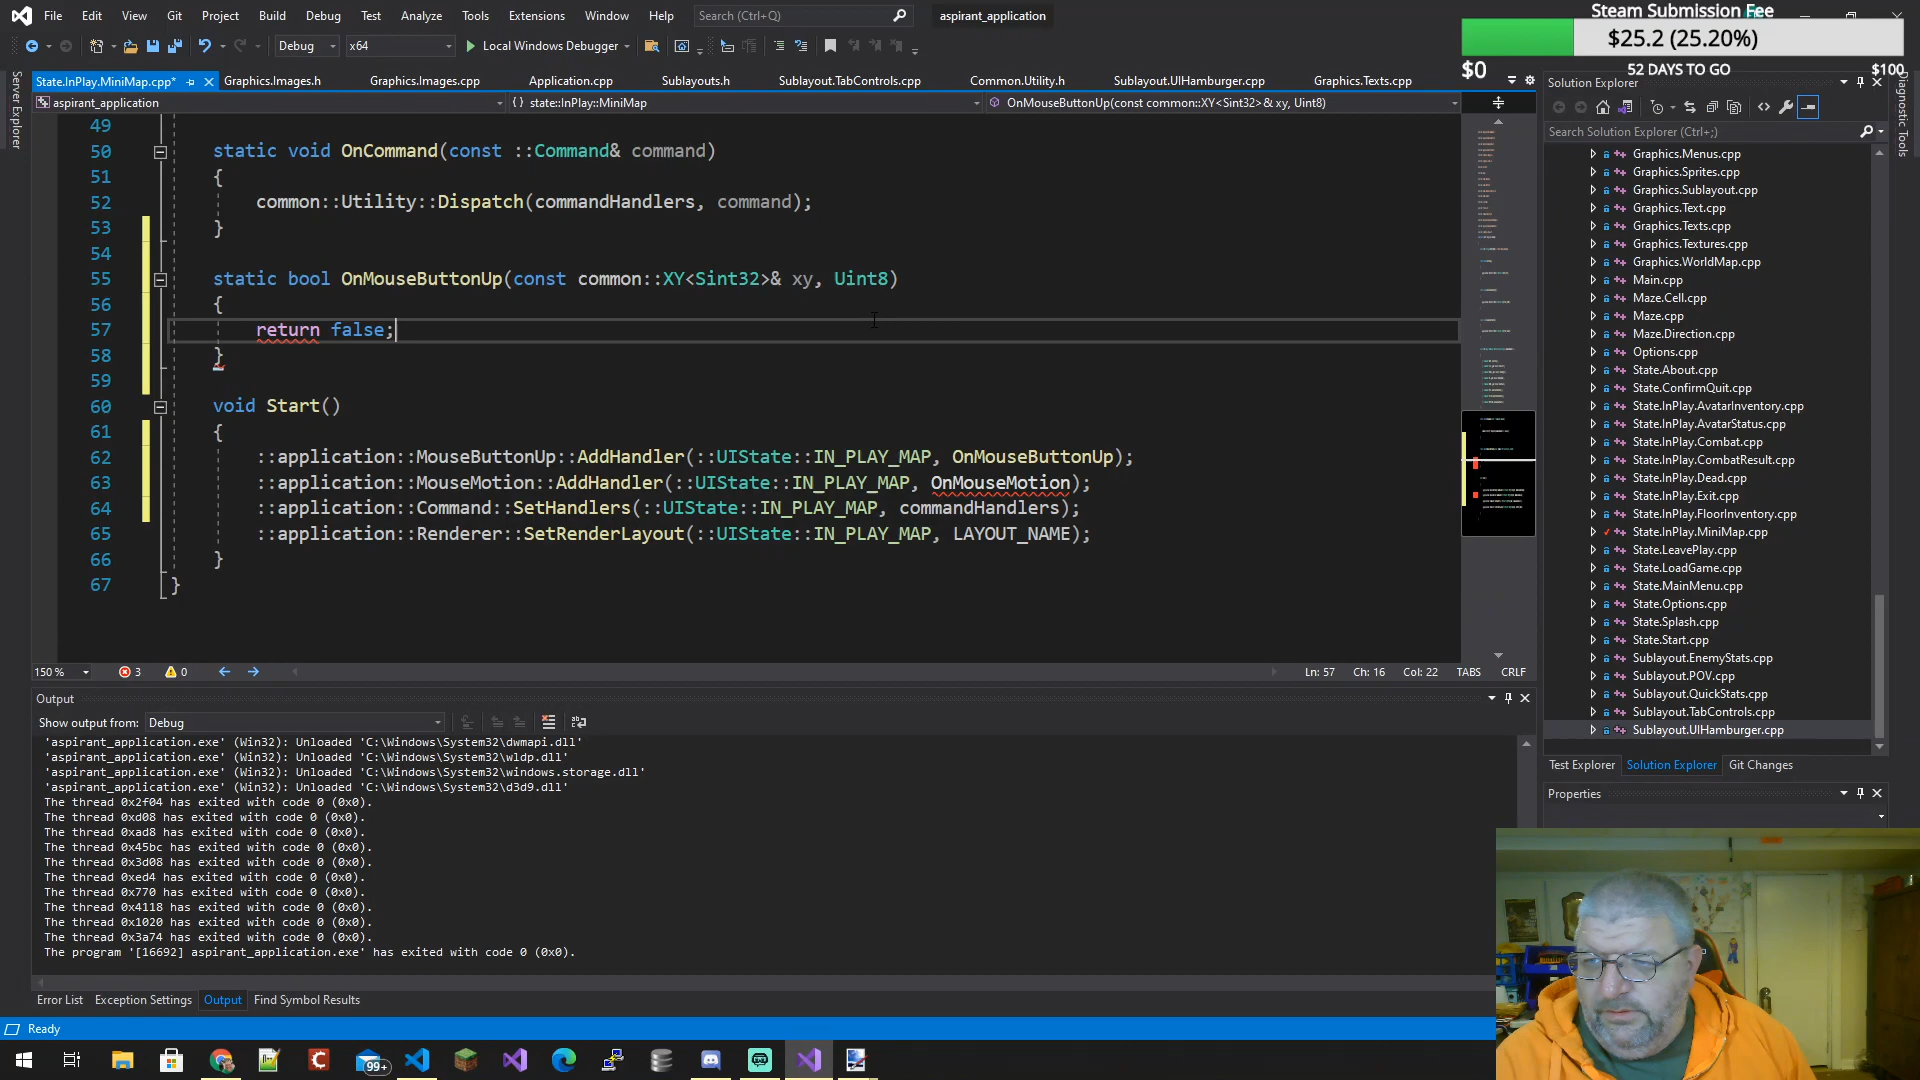 File Edit View Git Project Build Debug Test Analyze Tools Extensions Window Help Search (Ctrl+Q) aspirant_application
Steam Submission Fee
$25.2 (25.20%)
$0 52 DAYS TO GO $100
Debug x64 Local Windows Debugger
State.InPlay.MiniMap.cpp* Graphics.Images.h Graphics.Images.cpp Application.cpp Sublayouts.h Sublayout.TabControls.cpp Common.Utility.h Sublayout.UIHamburger.cpp Graphics.Texts.cpp
aspirant_application {} state::InPlay::MiniMap OnMouseButtonUp(const common::XY<Sint32>& xy, Uint8)
Server Explorer
49
50 static void OnCommand(const ::Command& command)
51 {
52 common::Utility::Dispatch(commandHandlers, command);
53 }
54
55 static bool OnMouseButtonUp(const common::XY<Sint32>& xy, Uint8)
56 {
57 return false;
58 }
59
60 void Start()
61 {
62 ::application::MouseButtonUp::AddHandler(::UIState::IN_PLAY_MAP, OnMouseButtonUp);
63 ::application::MouseMotion::AddHandler(::UIState::IN_PLAY_MAP, OnMouseMotion);
64 ::application::Command::SetHandlers(::UIState::IN_PLAY_MAP, commandHandlers);
65 ::application::Renderer::SetRenderLayout(::UIState::IN_PLAY_MAP, LAYOUT_NAME);
66 }
67 }
150 % 3 0 Ln: 57 Ch: 16 Col: 22 TABS CRLF
Output
Show output from: Debug
'aspirant_application.exe' (Win32): Unloaded 'C:\Windows\System32\dwmapi.dll'
'aspirant_application.exe' (Win32): Unloaded 'C:\Windows\System32\wldp.dll'
'aspirant_application.exe' (Win32): Unloaded 'C:\Windows\System32\windows.storage.dll'
'aspirant_application.exe' (Win32): Unloaded 'C:\Windows\System32\d3d9.dll'
The thread 0x2f04 has exited with code 0 (0x0).
The thread 0xd08 has exited with code 0 (0x0).
The thread 0xad8 has exited with code 0 (0x0).
The thread 0x45bc has exited with code 0 (0x0).
The thread 0x3d08 has exited with code 0 (0x0).
The thread 0xed4 has exited with code 0 (0x0).
The thread 0x770 has exited with code 0 (0x0).
The thread 0x4118 has exited with code 0 (0x0).
The thread 0x1020 has exited with code 0 (0x0).
The thread 0x3a74 has exited with code 0 (0x0).
The program '[16692] aspirant_application.exe' has exited with code 0 (0x0).
Error List Exception Settings Output Find Symbol Results
Solution Explorer
Search Solution Explorer (Ctrl+;)
Diagnostic Tools
Graphics.Menus.cpp
Graphics.Sprites.cpp
Graphics.Sublayout.cpp
Graphics.Text.cpp
Graphics.Texts.cpp
Graphics.Textures.cpp
Graphics.WorldMap.cpp
Main.cpp
Maze.Cell.cpp
Maze.cpp
Maze.Direction.cpp
Options.cpp
State.About.cpp
State.ConfirmQuit.cpp
State.InPlay.AvatarInventory.cpp
State.InPlay.AvatarStatus.cpp
State.InPlay.Combat.cpp
State.InPlay.CombatResult.cpp
State.InPlay.Dead.cpp
State.InPlay.Exit.cpp
State.InPlay.FloorInventory.cpp
State.InPlay.MiniMap.cpp
State.LeavePlay.cpp
State.LoadGame.cpp
State.MainMenu.cpp
State.Options.cpp
State.Splash.cpp
State.Start.cpp
Sublayout.EnemyStats.cpp
Sublayout.POV.cpp
Sublayout.QuickStats.cpp
Sublayout.TabControls.cpp
Sublayout.UIHamburger.cpp
Test Explorer Solution Explorer Git Changes
Properties
Ready
99+